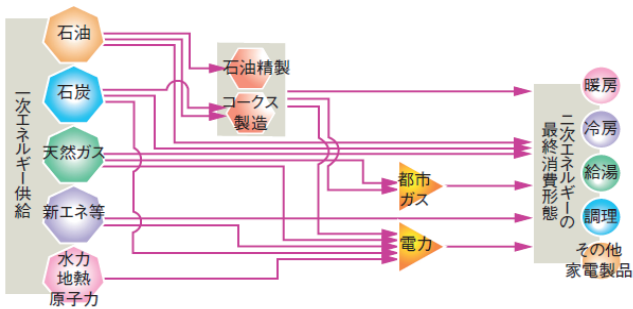 一次エネルギー供給
石油
石炭
天然ガス
新エネ等
水力
地熱
原子力
石油精製
コークス
製造
都市
ガス
電力
二次エネルギーの
最終消費形態
暖房
冷房
給湯
調理
その他
家電製品